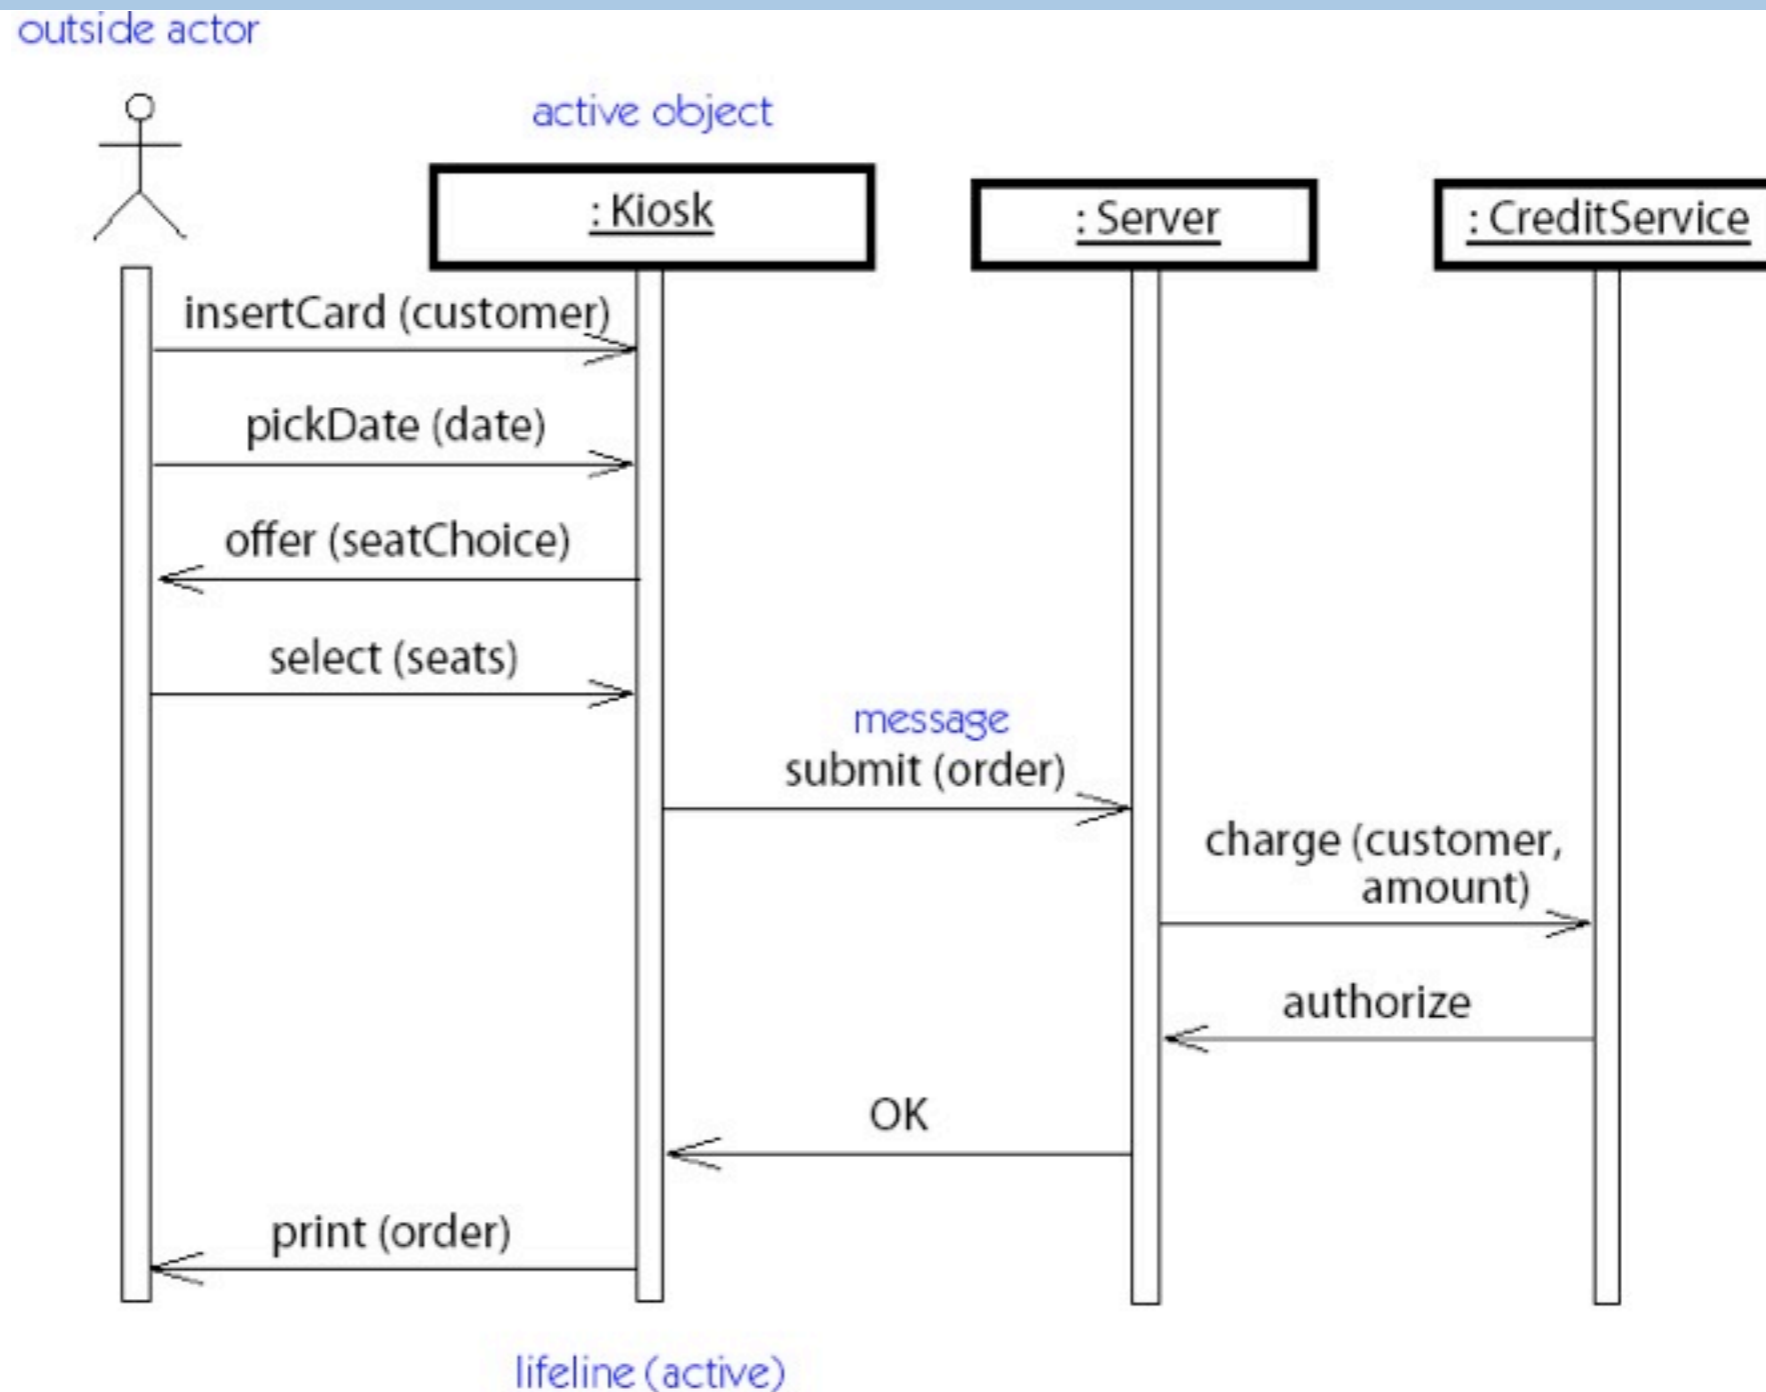 outside actor
active object
: Kiosk
: Server
: CreditService
insertCard (customer)
pickDate (date)
offer (seatChoice)
select (seats)
message
submit (order)
charge (customer,
amount)
authorize
OK
print (order)
lifeline (active)